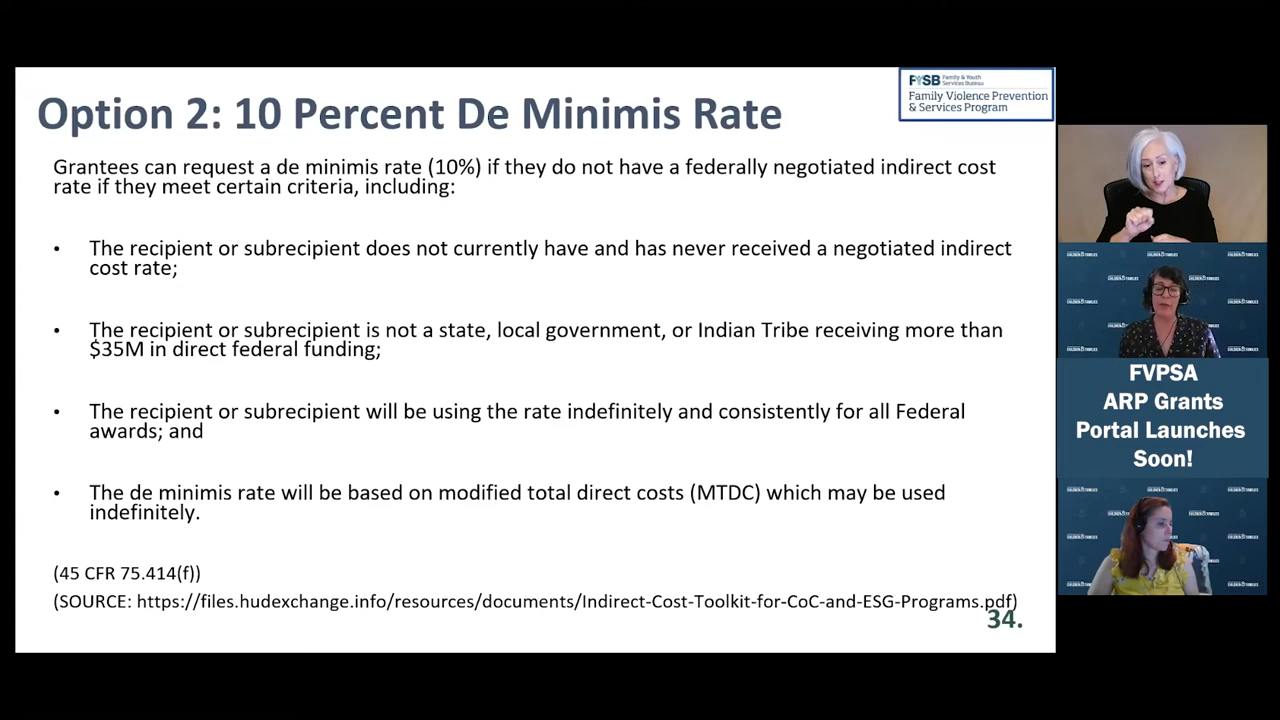 Option 2: 10 Percent De Minimis Rate
FYSB Family & Youth
Services Bureau
Family Violence Prevention
& Services Program
Grantees can request a de minimis rate (10%) if they do not have a federally negotiated indirect cost
rate if they meet certain criteria, including:
• The recipient or subrecipient does not currently have and has never received a negotiated indirect
cost rate;
• The recipient or subrecipient is not a state, local government, or Indian Tribe receiving more than
$35M in direct federal funding;
• The recipient or subrecipient will be using the rate indefinitely and consistently for all Federal
awards; and
• The de minimis rate will be based on modified total direct costs (MTDC) which may be used
indefinitely.
(45 CFR 75.414(f))
(SOURCE: https://files.hudexchange.info/resources/documents/Indirect-Cost-Toolkit-for-CoC-and-ESG-Programs.pdf)
34.
FVPSA
ARP Grants
Portal Launches
Soon!